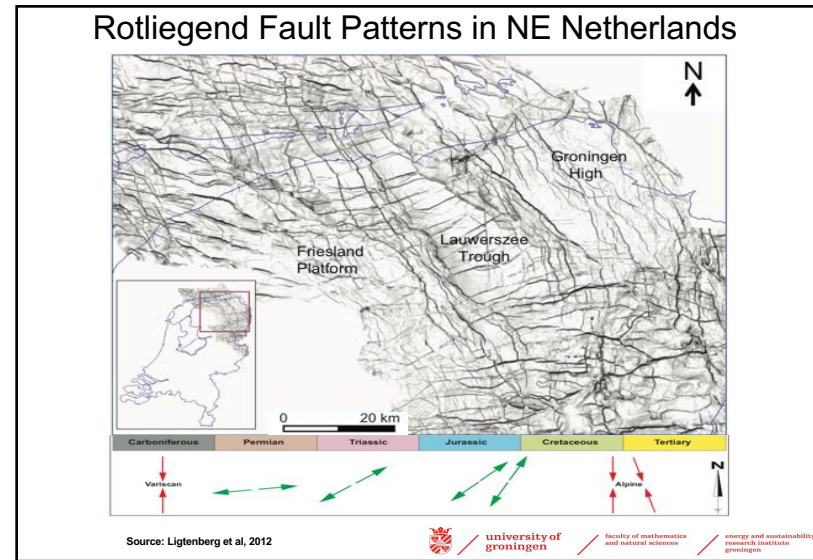 Rotliegend Fault Patterns in NE Netherlands
N
Groningen
High
Lauwerszee
Trough
Friesland
Platform
0 20 km
Carboniferous Permian Triassic Jurassic Cretaceous Tertiary
N
Variscan
Alpine
Source: Ligtenberg et al, 2012
university of
groningen
faculty of mathematics
and natural sciences
energy and sustainability
research institute
groningen